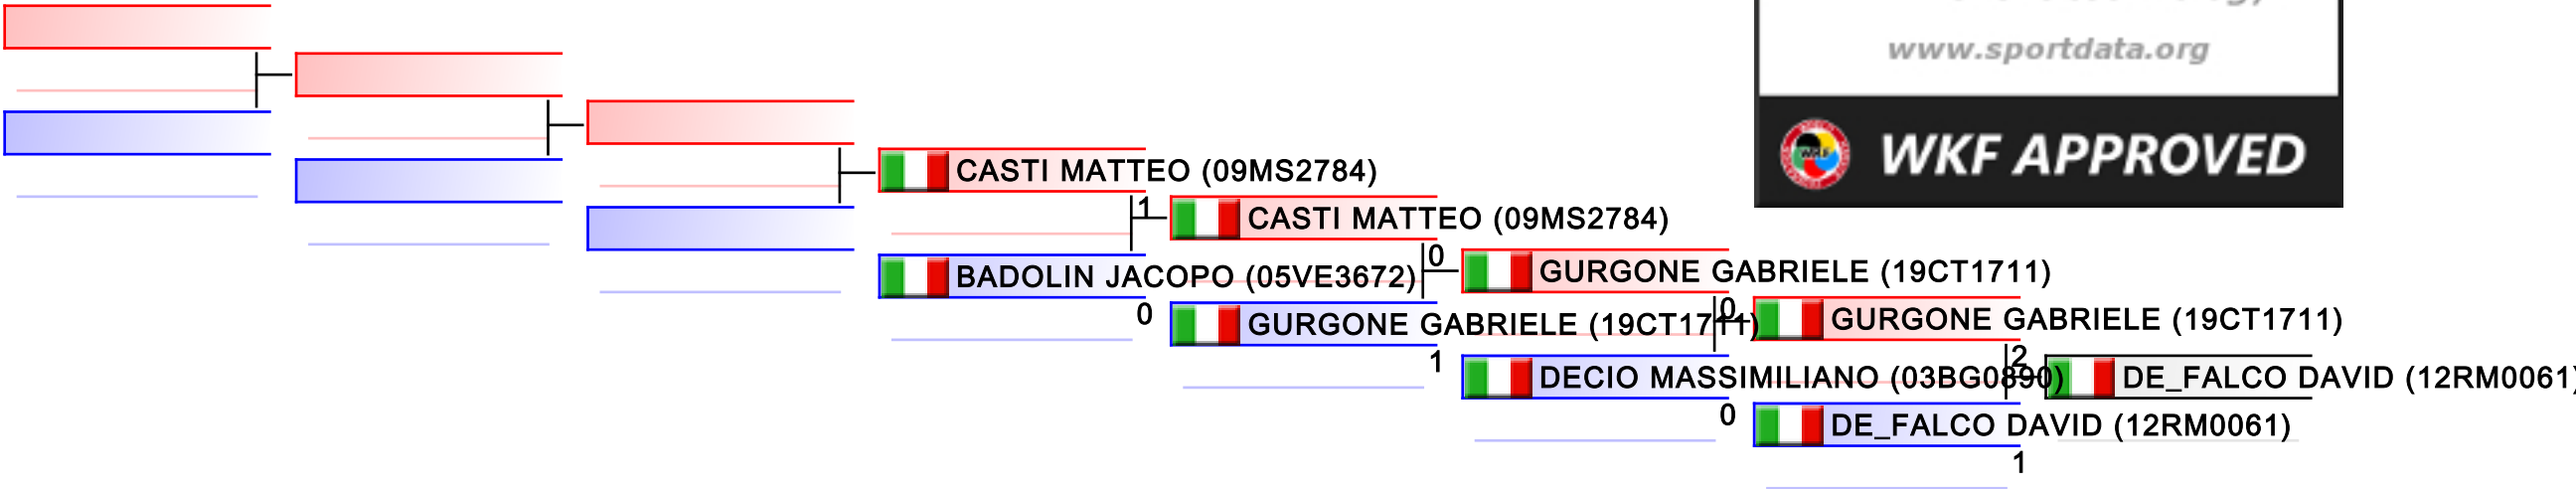 www.sportdata.org
WKF APPROVED
CASTI MATTEO (09MS2784)
1
CASTI MATTEO (09MS2784)
0
BADOLIN JACOPO (05VE3672)
GURGONE GABRIELE (19CT1711)
0
0
GURGONE GABRIELE (19CT1711)
GURGONE GABRIELE (19CT1711)
1
2
DECIO MASSIMILIANO (03BG0890)
DE_FALCO DAVID (12RM0061)
0
DE_FALCO DAVID (12RM0061)
1